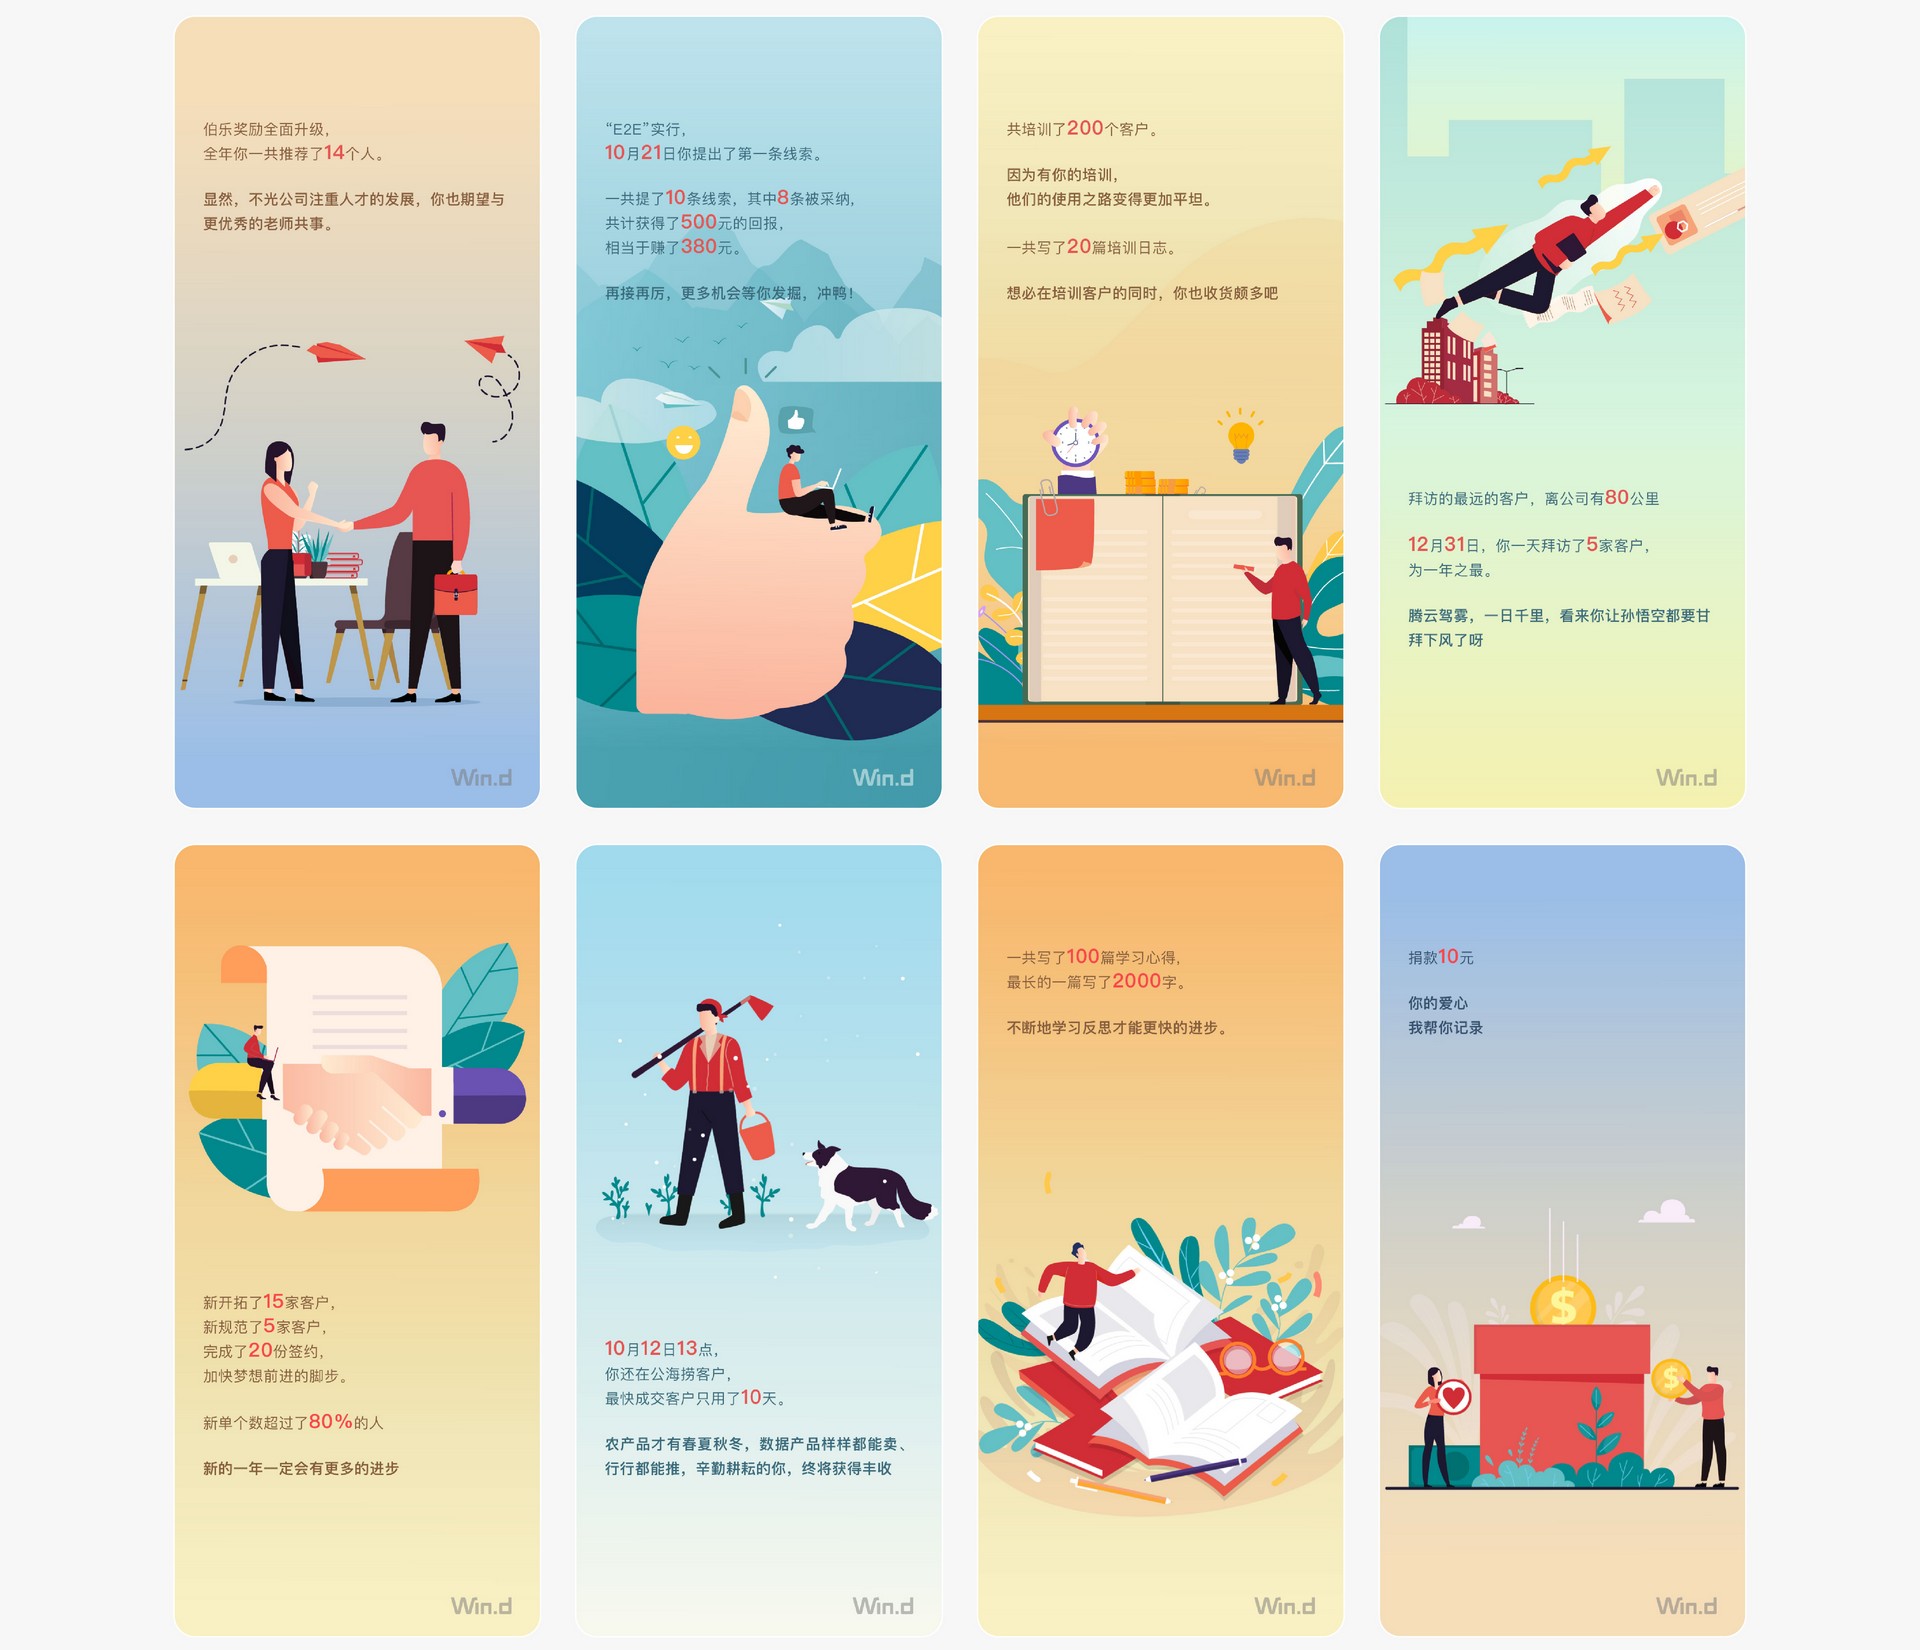 伯乐奖励全面升级，
全年你一共推荐了14个人。
显然，不光公司注重人才的发展，你也期望与
更优秀的老师共事。
Win.d
“E2E”实行，
10月21日你提出了第一条线索。
一共提了10条线索，其中8条被采纳，
共计获得了500元的回报，
相当于赚了380元。
再接再厉，更多机会等你发掘，冲鸭！
Win.d
共培训了200个客户。
因为有你的培训，
他们的使用之路变得更加平坦。
一共写了20篇培训日志。
想必在培训客户的同时，你也收货颇多吧
Win.d
拜访的最远的客户，离公司有80公里
12月31日，你一天拜访了5家客户，
为一年之最。
腾云驾雾，一日千里，看来你让孙悟空都要甘
拜下风了呀
Win.d
新开拓了15家客户，
新规范了5家客户，
完成了20份签约，
加快梦想前进的脚步。
新单个数超过了80%的人
新的一年一定会有更多的进步
Win.d
10月12日13点，
你还在公海捞客户，
最快成交客户只用了10天。
农产品才有春夏秋冬，数据产品样样都能卖、
行行都能推，辛勤耕耘的你，终将获得丰收
Win.d
一共写了100篇学习心得，
最长的一篇写了2000字。
不断地学习反思才能更快的进步。
Win.d
捐款10元
你的爱心
我帮你记录
$
$
Win.d